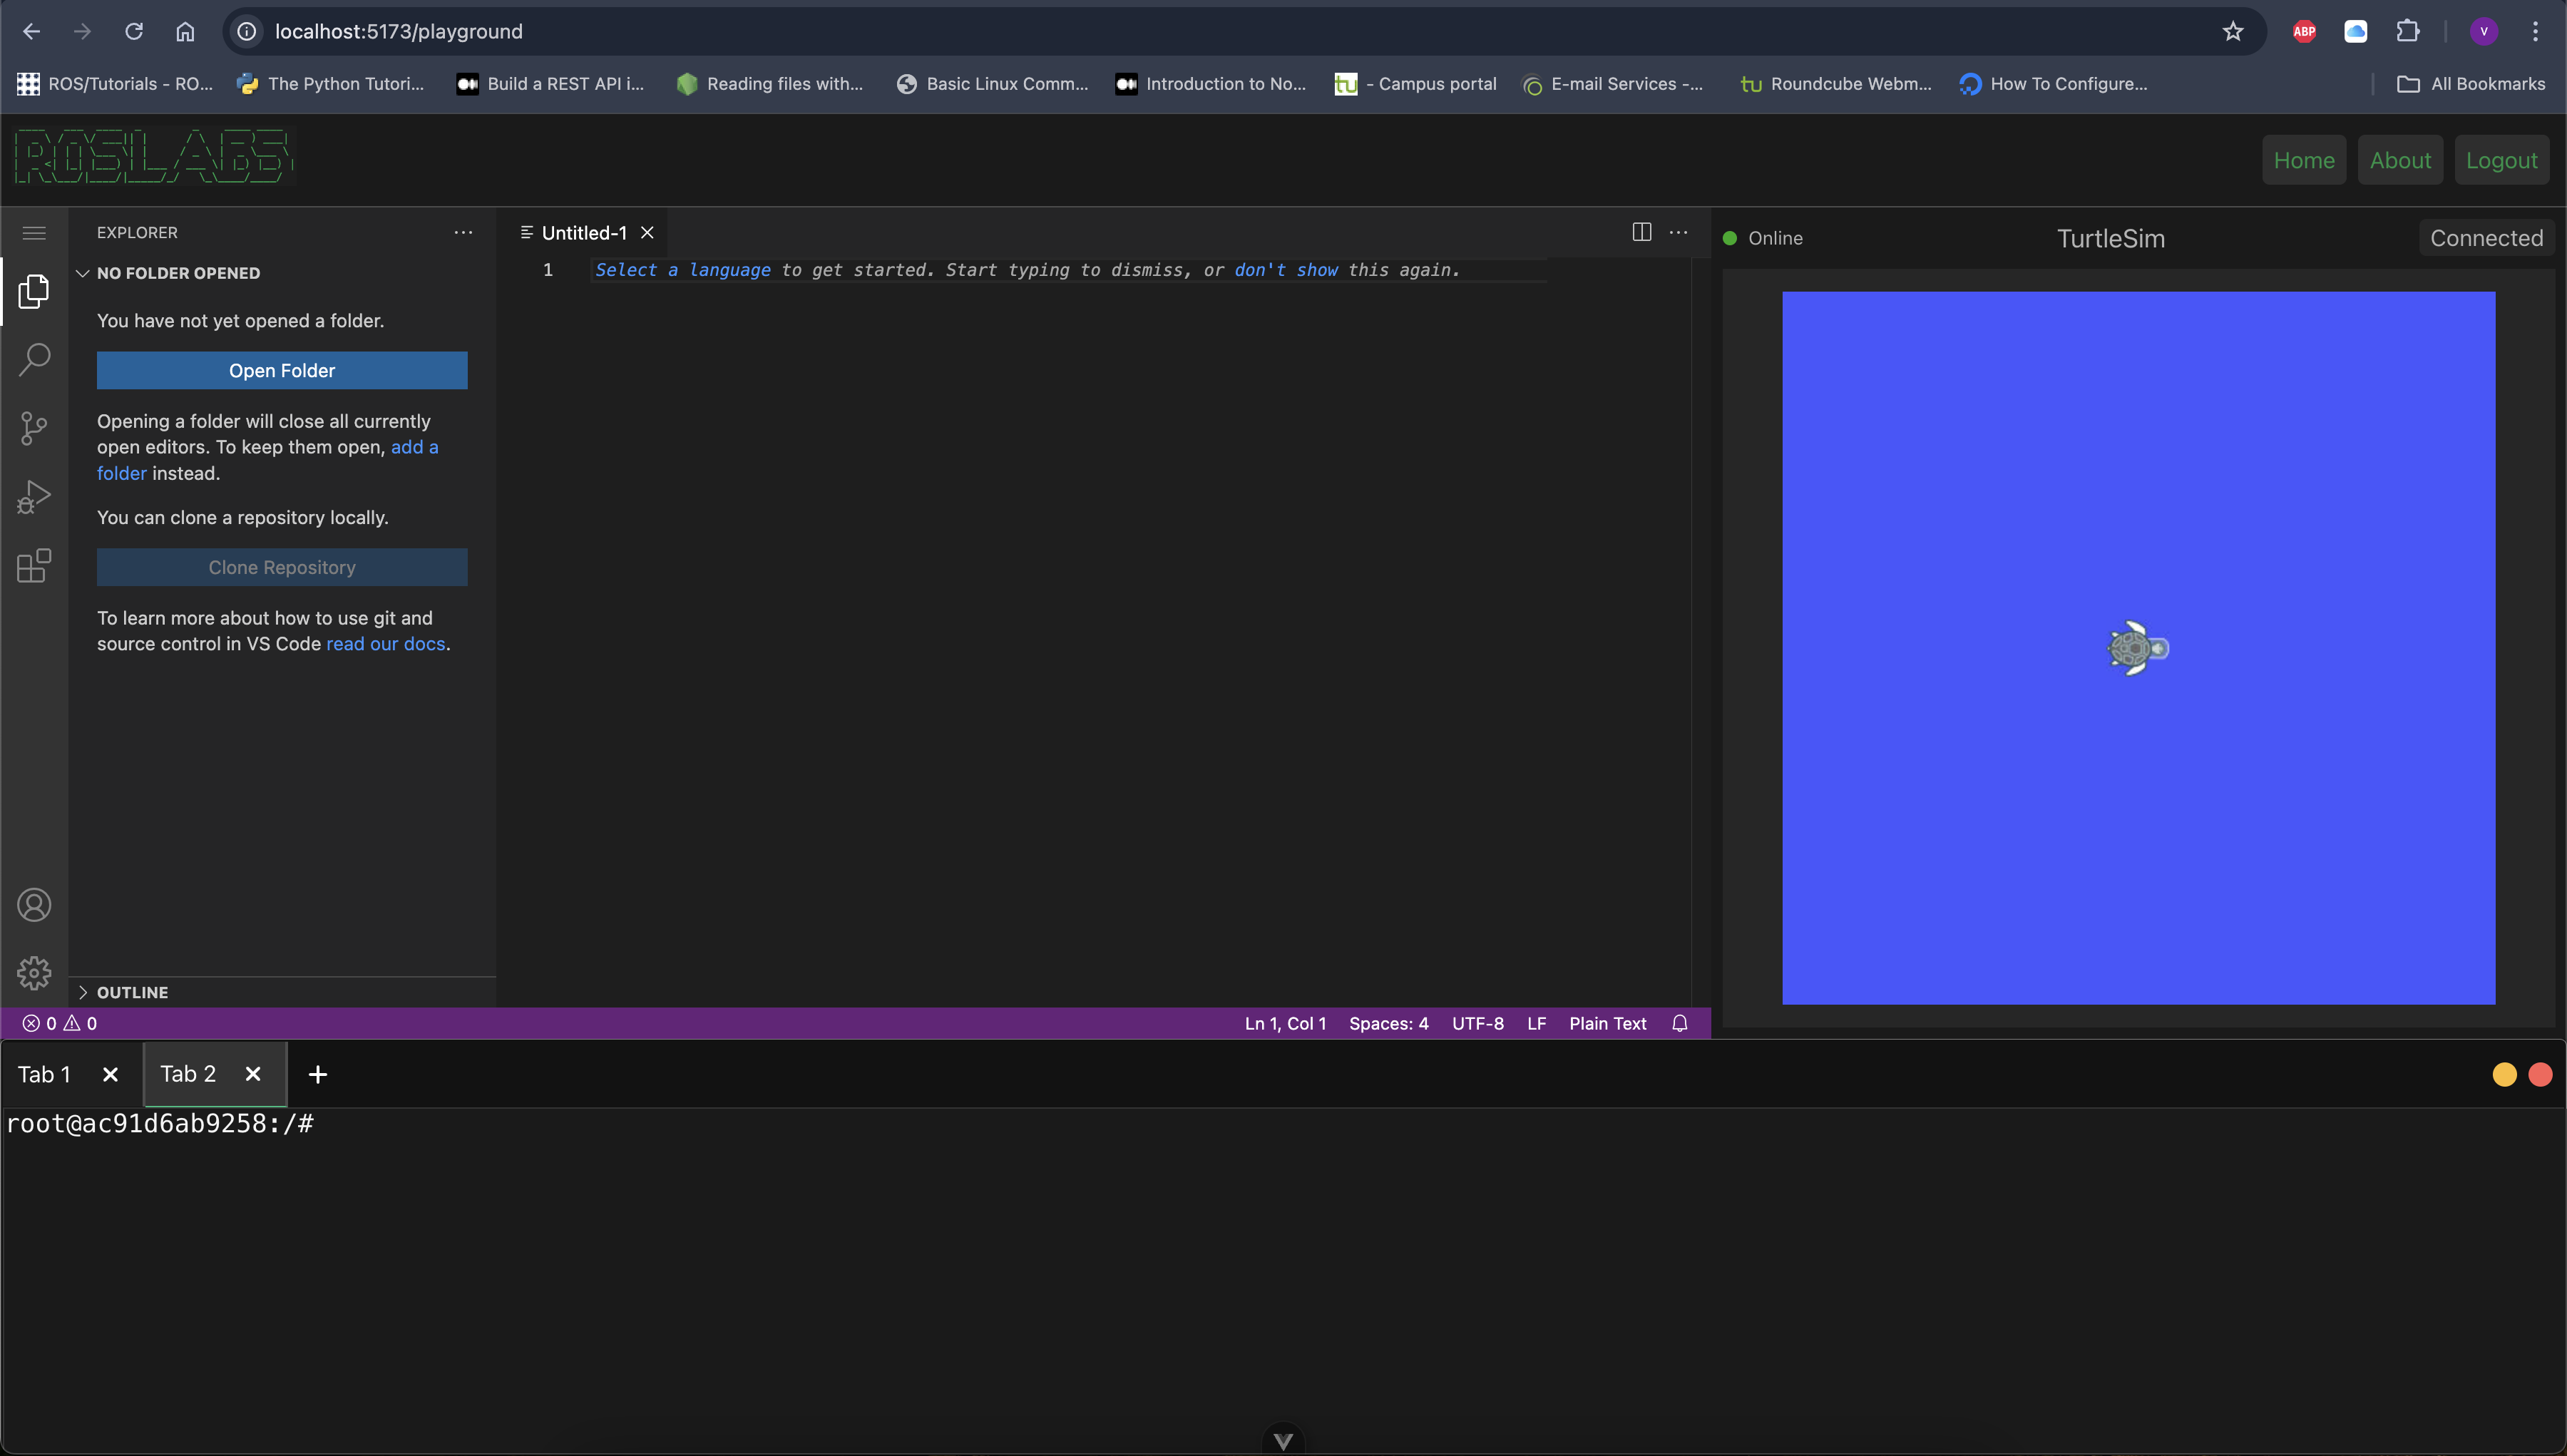 localhost:5173/playground
ABP
V
ROS/Tutorials - RO...
The Python Tutori...
Build a REST API i...
Reading files with...
Basic Linux Comm...
Introduction to No...
tu - Campus portal
E-mail Services -...
tu Roundcube Webm...
How To Configure...
All Bookmarks
ROSLABS
Home
About
Logout
EXPLORER
NO FOLDER OPENED
You have not yet opened a folder.
Open Folder
Opening a folder will close all currently
open editors. To keep them open, add a
folder instead.
You can clone a repository locally.
Clone Repository
To learn more about how to use git and
source control in VS Code read our docs.
OUTLINE
Untitled-1
1 Select a language to get started. Start typing to dismiss, or don't show this again.
Online
TurtleSim
Connected
0 0
Ln 1, Col 1
Spaces: 4
UTF-8
LF
Plain Text
Tab 1
Tab 2
root@ac91d6ab9258:/#